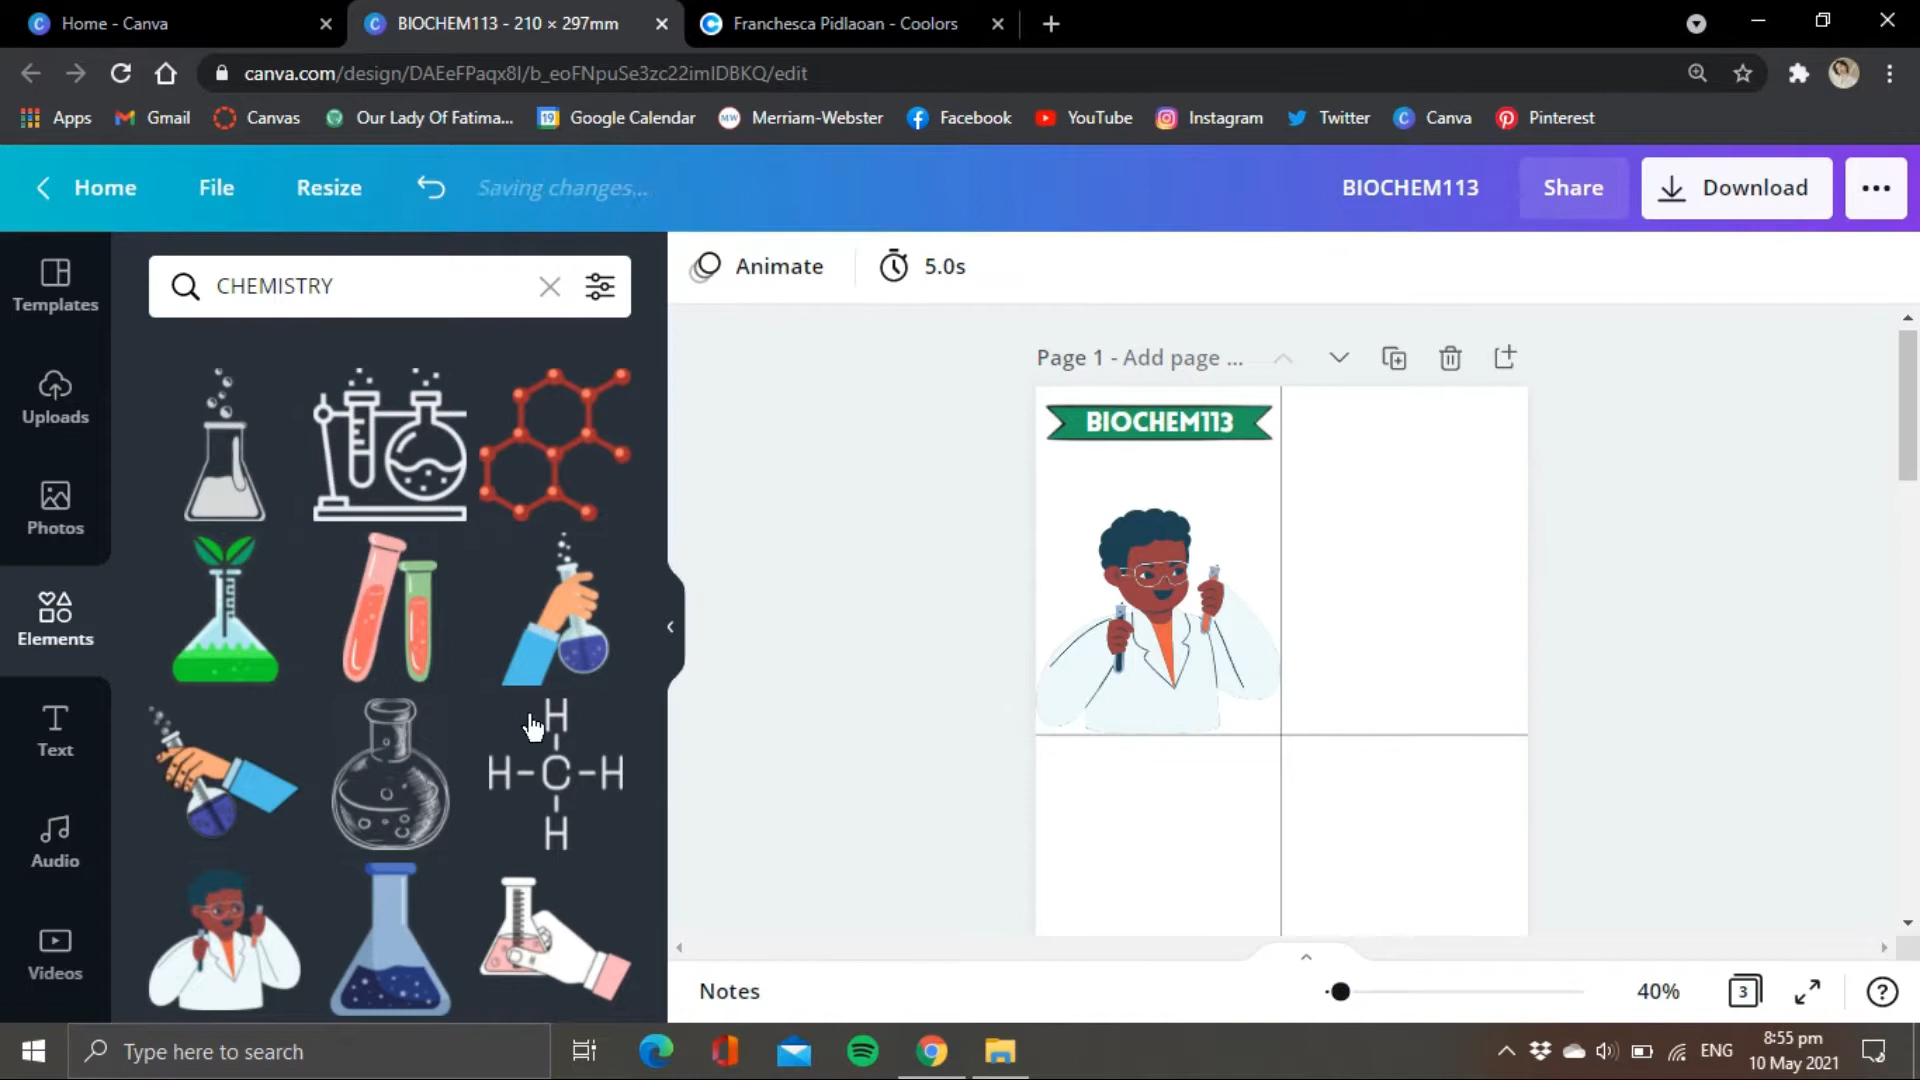 Home - Canva
BIOCHEM113 - 210 × 297mm
Franchesca Pidlaoan - Coolors
canva.com/design/DAEeFPaqx8I/b_eoFNpuSe3zc22imIDBKQ/edit
Apps
Gmail
Canvas
Our Lady Of Fatima...
19
Google Calendar
MW
Merriam-Webster
Facebook
YouTube
Instagram
Twitter
Canva
Pinterest
Home
File
Resize
Saving changes...
BIOCHEM113
Share
Download
Templates
Uploads
Photos
Elements
Text
Audio
Videos
CHEMISTRY
H
H-C-H
H
Animate
5.0s
Page 1 - Add page ...
BIOCHEM113
Notes
40%
3
Type here to search
ENG
8:55 pm
10 May 2021